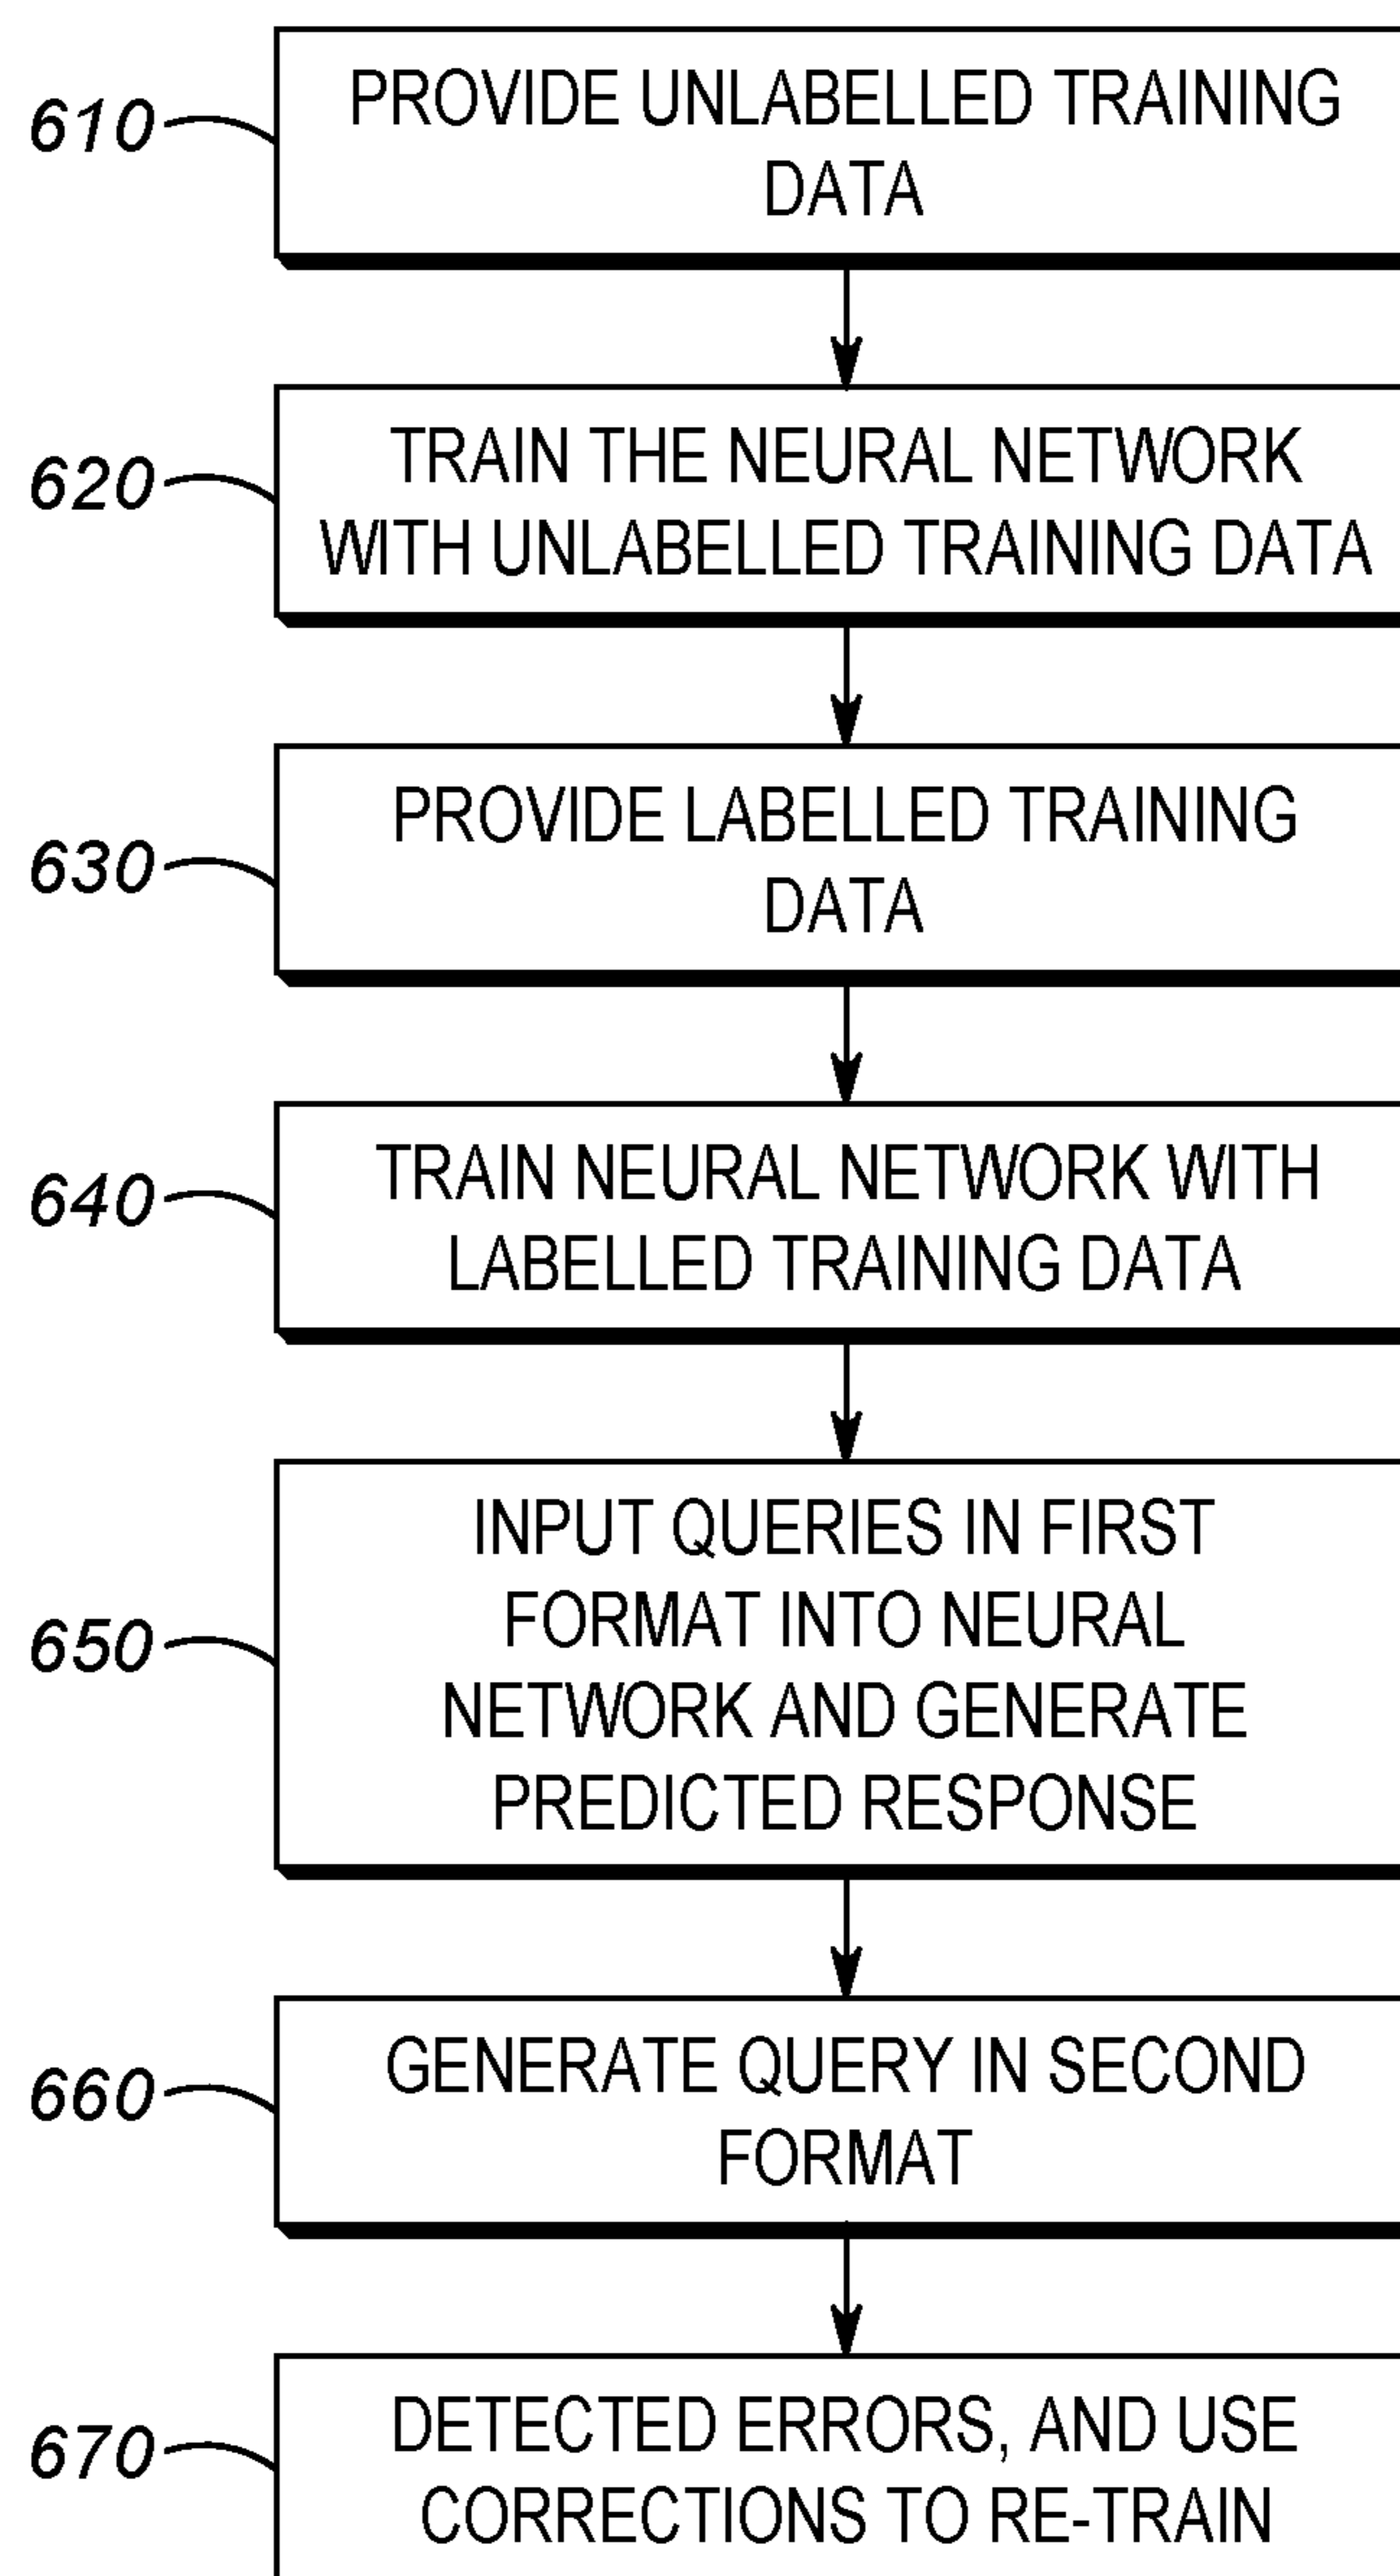 610
PROVIDE UNLABELLED TRAINING
DATA
620
TRAIN THE NEURAL NETWORK
WITH UNLABELLED TRAINING DATA
630
PROVIDE LABELLED TRAINING
DATA
640
TRAIN NEURAL NETWORK WITH
LABELLED TRAINING DATA
650
INPUT QUERIES IN FIRST
FORMAT INTO NEURAL
NETWORK AND GENERATE
PREDICTED RESPONSE
660
GENERATE QUERY IN SECOND
FORMAT
670
DETECTED ERRORS, AND USE
CORRECTIONS TO RE-TRAIN